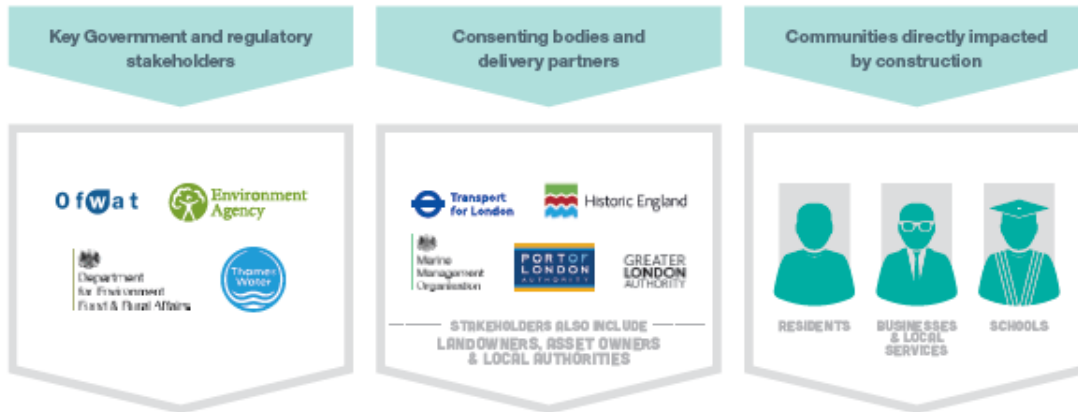 Key Government and regulatory
stakeholders
Consenting bodies and
delivery partners
Communities directly impacted
by construction
Ofwat
Environment
Agency
Department
for Environment
Food & Rural Affairs
Thames
Water
Transport
for London
Historic England
Marine
Management
Organisation
PORT OF
LONDON
AUTHORITY
GREATER
LONDON
AUTHORITY
STAKEHOLDERS ALSO INCLUDE
LANDOWNERS, ASSET OWNERS
& LOCAL AUTHORITIES
RESIDENTS
BUSINESSES
& LOCAL
SERVICES
SCHOOLS